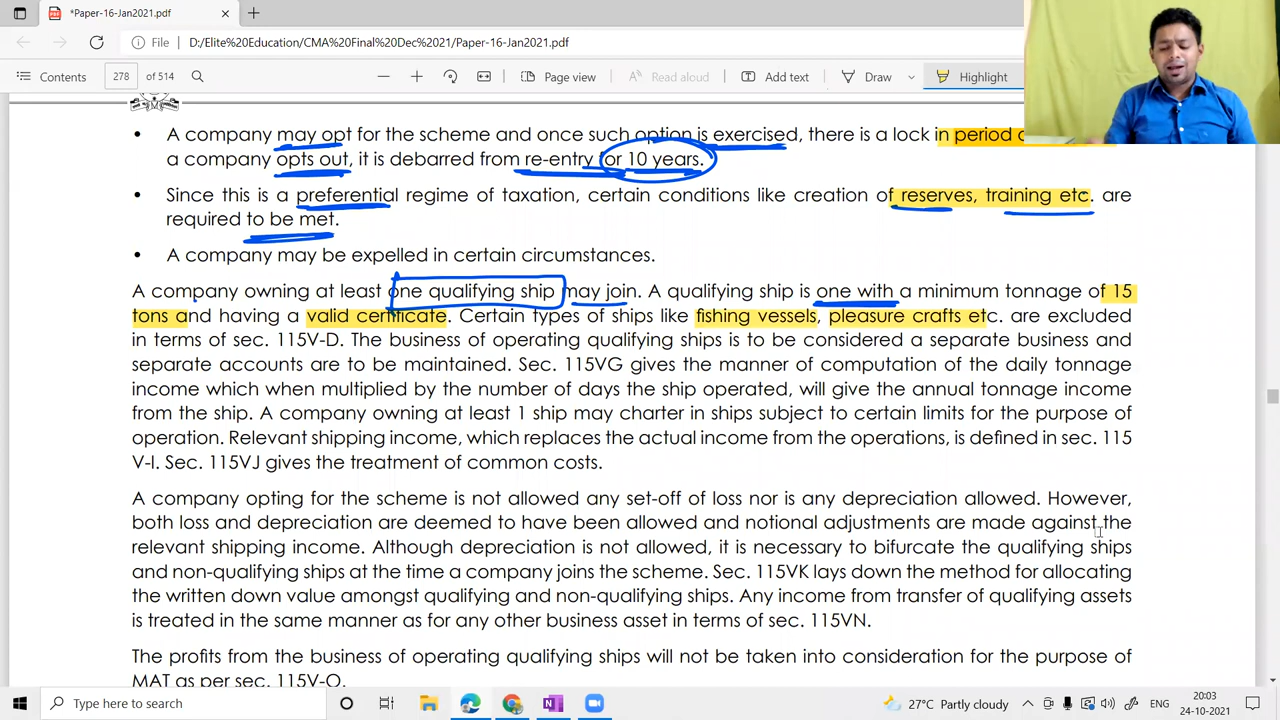 *Paper-16-Jan2021.pdf
File D:/Elite%20Education/CMA%20Final%20Dec%2021/Paper-16-Jan2021.pdf
Contents 278 of 514 Page view Read aloud Add text Draw Highlight
• A company may opt for the scheme and once such option is exercised, there is a lock in period
a company opts out, it is debarred from re-entry for 10 years.
• Since this is a preferential regime of taxation, certain conditions like creation of reserves, training etc. are
required to be met.
• A company may be expelled in certain circumstances.
A company owning at least one qualifying ship may join. A qualifying ship is one with a minimum tonnage of 15
tons and having a valid certificate. Certain types of ships like fishing vessels, pleasure crafts etc. are excluded
in terms of sec. 115V-D. The business of operating qualifying ships is to be considered a separate business and
separate accounts are to be maintained. Sec. 115VG gives the manner of computation of the daily tonnage
income which when multiplied by the number of days the ship operated, will give the annual tonnage income
from the ship. A company owning at least 1 ship may charter in ships subject to certain limits for the purpose of
operation. Relevant shipping income, which replaces the actual income from the operations, is defined in sec. 115
V-I. Sec. 115VJ gives the treatment of common costs.
A company opting for the scheme is not allowed any set-off of loss nor is any depreciation allowed. However,
both loss and depreciation are deemed to have been allowed and notional adjustments are made against the
relevant shipping income. Although depreciation is not allowed, it is necessary to bifurcate the qualifying ships
and non-qualifying ships at the time a company joins the scheme. Sec. 115VK lays down the method for allocating
the written down value amongst qualifying and non-qualifying ships. Any income from transfer of qualifying assets
is treated in the same manner as for any other business asset in terms of sec. 115VN.
The profits from the business of operating qualifying ships will not be taken into consideration for the purpose of
MAT as per sec. 115V-O.
Type here to search 27°C Partly cloudy ENG 20:03
24-10-2021